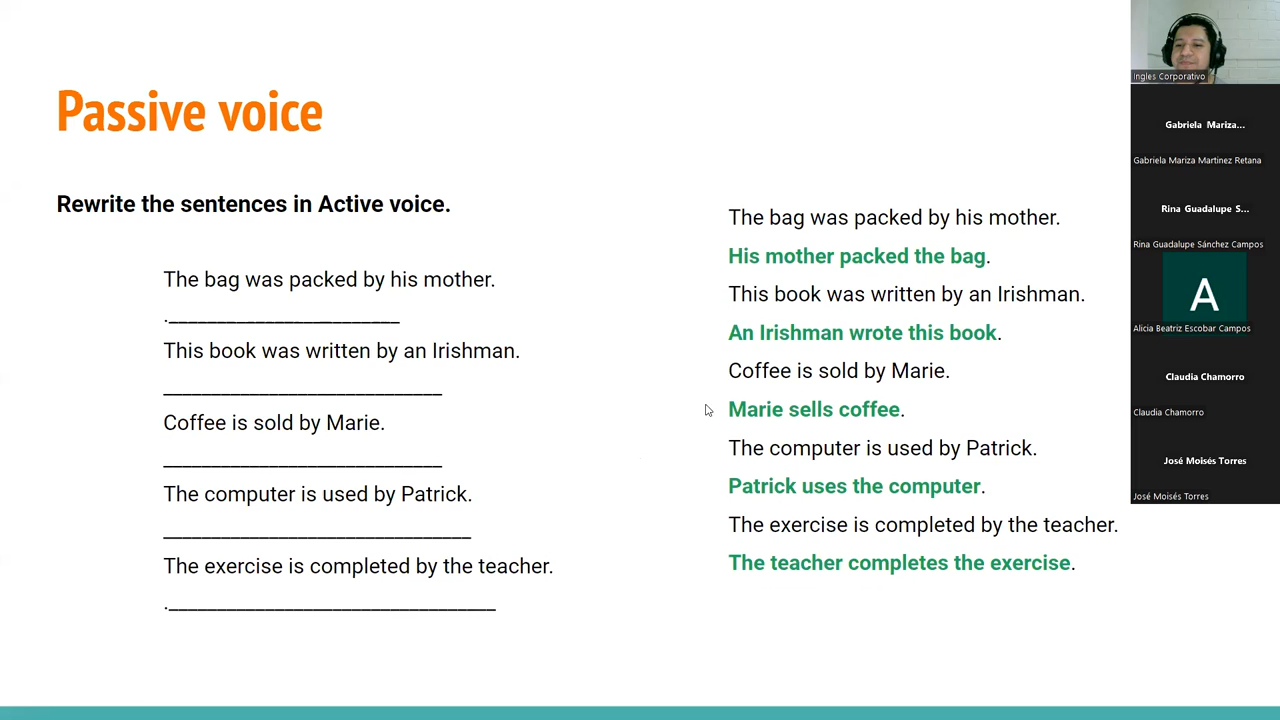 Passive voice
Rewrite the sentences in Active voice.
The bag was packed by his mother.
.________________________
This book was written by an Irishman.
_____________________________
Coffee is sold by Marie.
_____________________________
The computer is used by Patrick.
________________________________
The exercise is completed by the teacher.
.__________________________________
The bag was packed by his mother.
His mother packed the bag.
This book was written by an Irishman.
An Irishman wrote this book.
Coffee is sold by Marie.
Marie sells coffee.
The computer is used by Patrick.
Patrick uses the computer.
The exercise is completed by the teacher.
The teacher completes the exercise.
Ingles Corporativo
Gabriela Mariza...
Gabriela Mariza Martinez Retana
Rina Guadalupe S...
Rina Guadalupe Sánchez Campos
A
Alicia Beatriz Escobar Campos
Claudia Chamorro
Claudia Chamorro
José Moisés Torres
José Moisés Torres